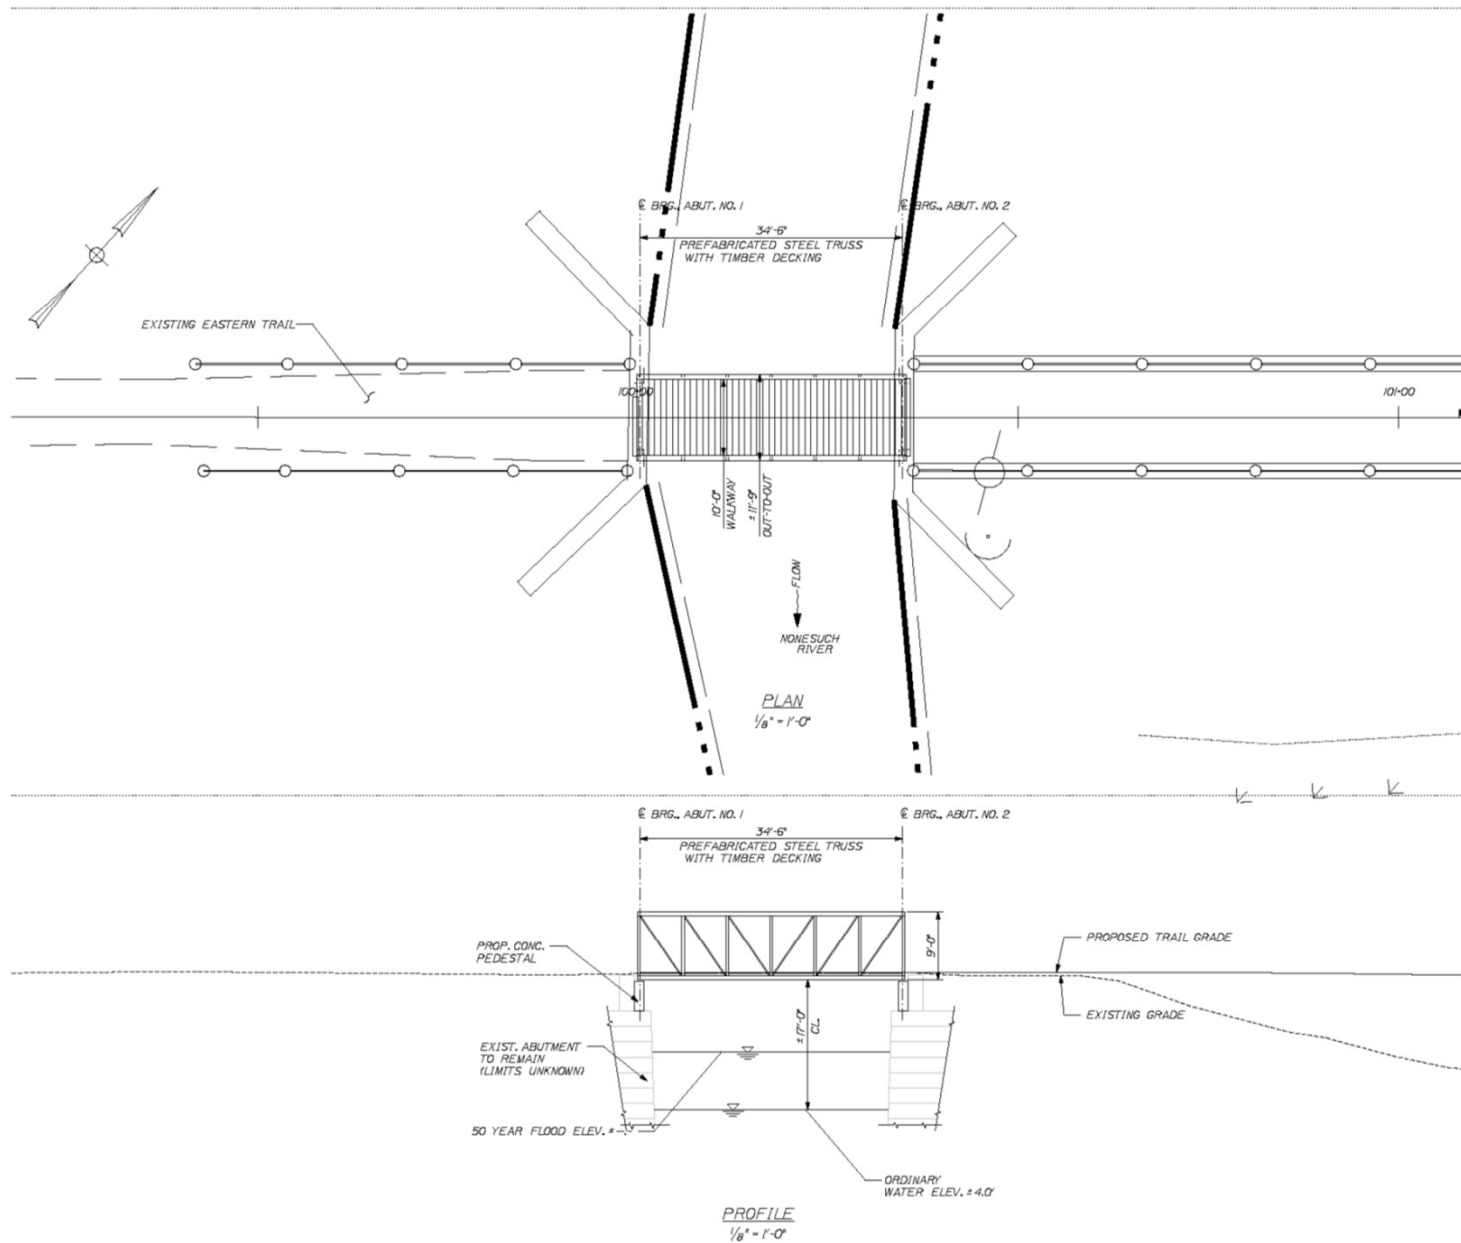 ℄ BRG., ABUT. NO. 1
℄ BRG., ABUT. NO. 2
34'-6"
PREFABRICATED STEEL TRUSS
WITH TIMBER DECKING
EXISTING EASTERN TRAIL
100+00
101+00
10'-0"
WALKWAY
±11'-9"
OUT-TO-OUT
FLOW
NONESUCH
RIVER
PLAN
1/8" = 1'-0"
℄ BRG., ABUT. NO. 1
℄ BRG., ABUT. NO. 2
34'-6"
PREFABRICATED STEEL TRUSS
WITH TIMBER DECKING
PROP. CONC.
PEDESTAL
9'-0"
PROPOSED TRAIL GRADE
EXISTING GRADE
±17'-0"
CL.
EXIST. ABUTMENT
TO REMAIN
(LIMITS UNKNOWN)
50 YEAR FLOOD ELEV. ±
ORDINARY
WATER ELEV. ±4.0'
PROFILE
1/8" = 1'-0"